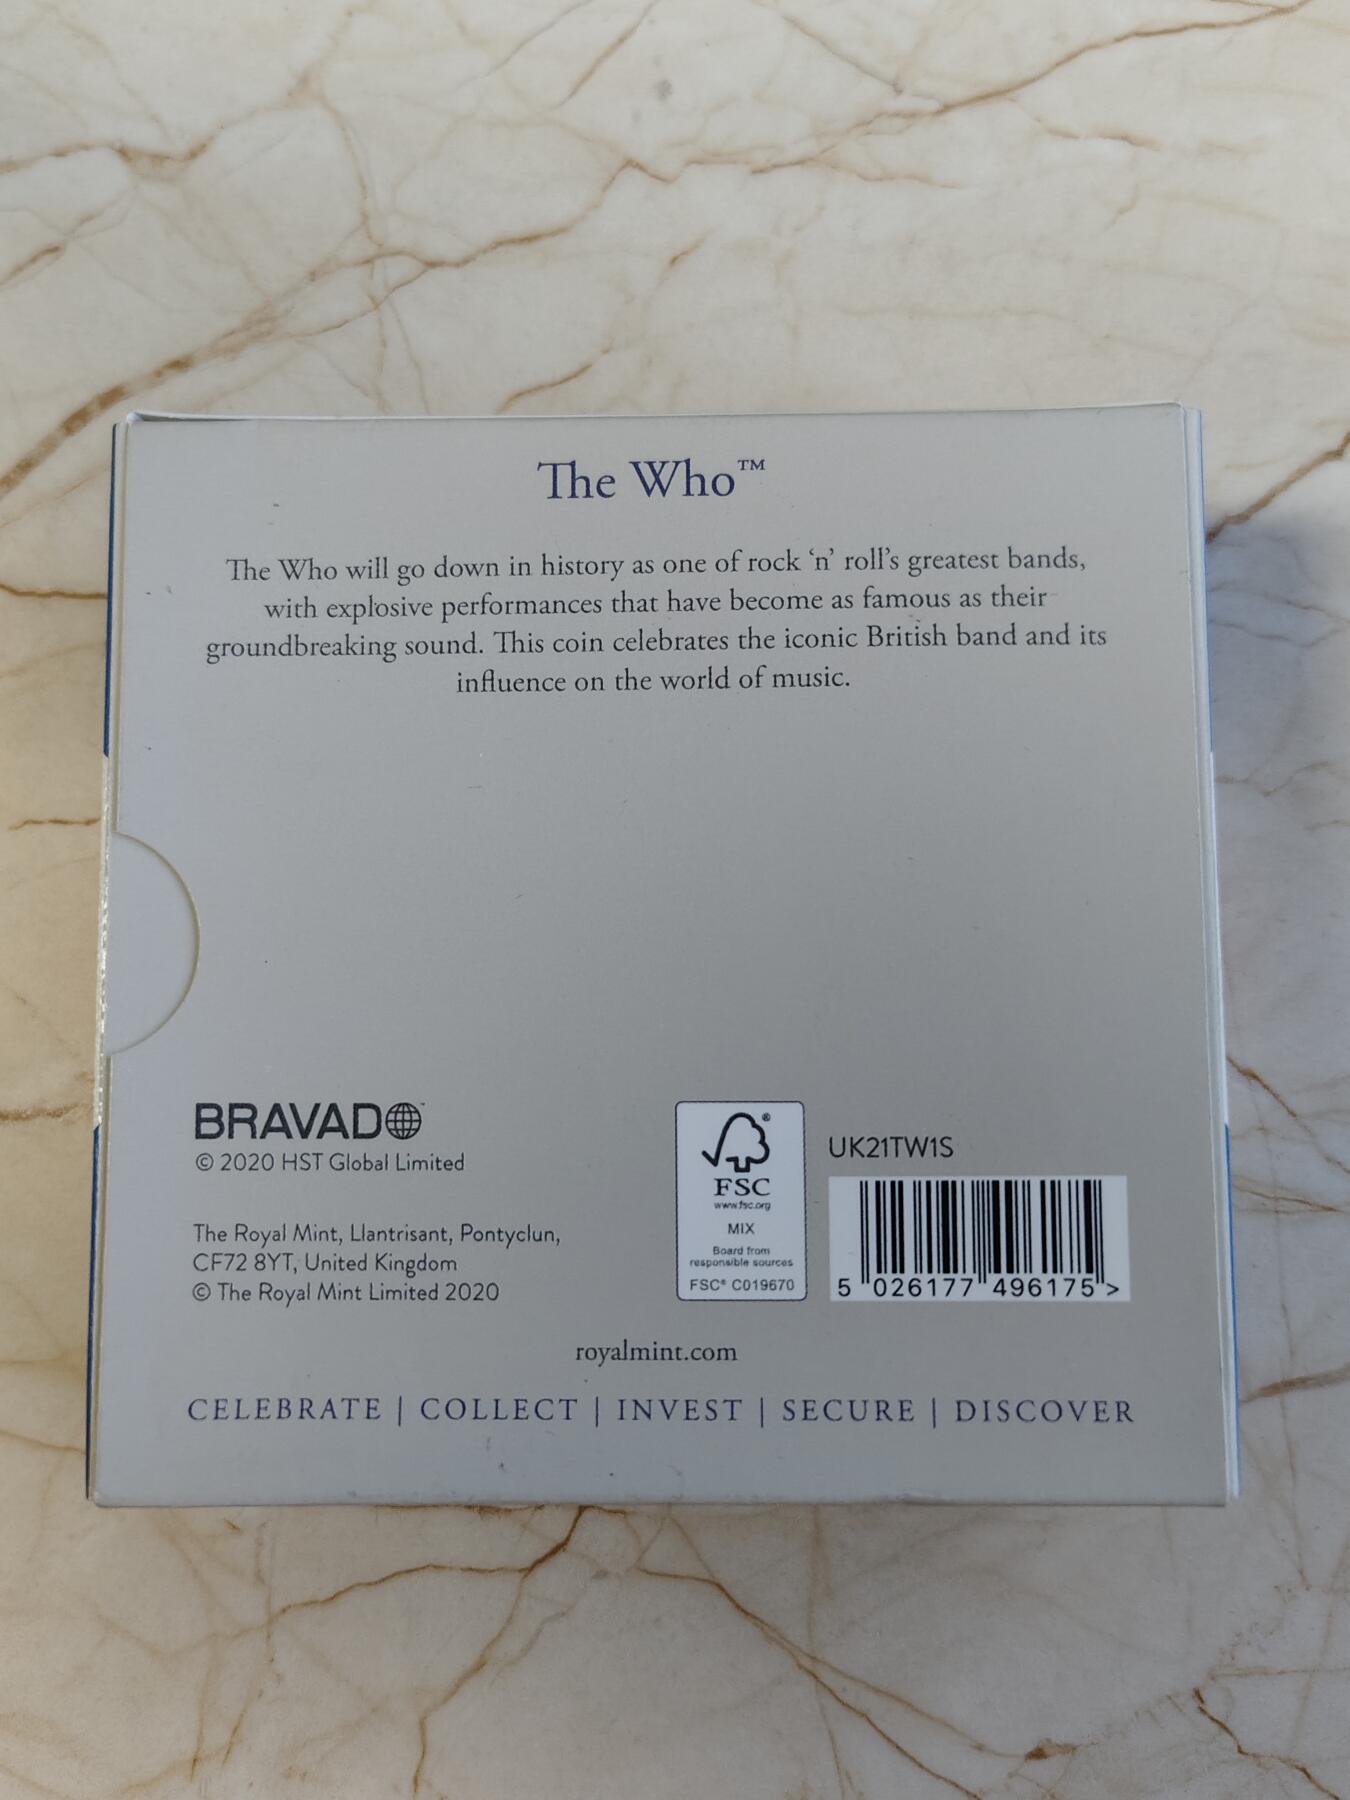 The Who™
The Who will go down in history as one of rock ‘n’ roll’s greatest bands,
with explosive performances that have become as famous as their
groundbreaking sound. This coin celebrates the iconic British band and its
influence on the world of music.
BRAVADO™
© 2020 HST Global Limited
The Royal Mint, Llantrisant, Pontyclun,
CF72 8YT, United Kingdom
© The Royal Mint Limited 2020
®
FSC
www.fsc.org
MIX
Board from
responsible sources
FSC® C019670
UK21TW1S
5 026177 496175 >
royalmint.com
CELEBRATE | COLLECT | INVEST | SECURE | DISCOVER